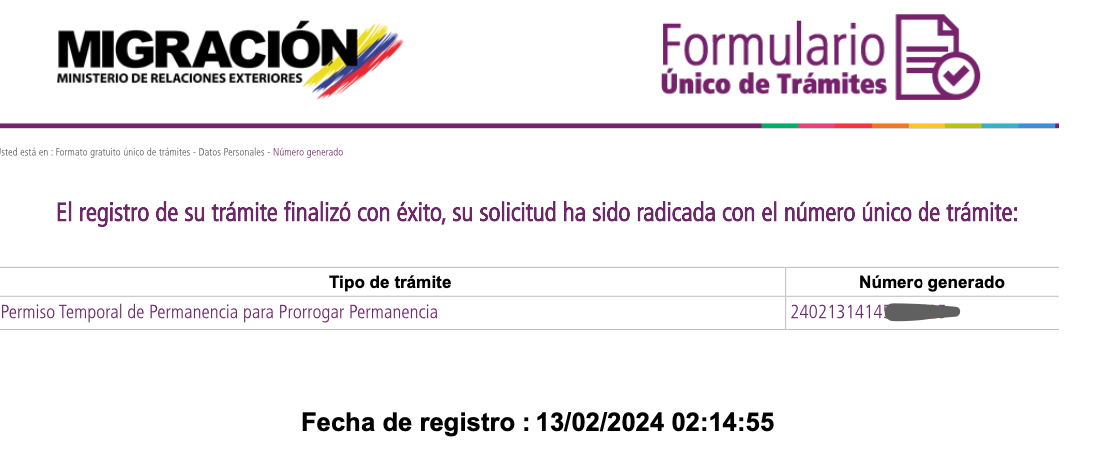 MIGRACIÓN
MINISTERIO DE RELACIONES EXTERIORES
Formulario
Único de Trámites
Usted está en : Formato gratuito único de trámites - Datos Personales - Número generado
El registro de su trámite finalizó con éxito, su solicitud ha sido radicada con el número único de trámite:
Tipo de trámite Número generado
Permiso Temporal de Permanencia para Prorrogar Permanencia 2402131414
Fecha de registro : 13/02/2024 02:14:55